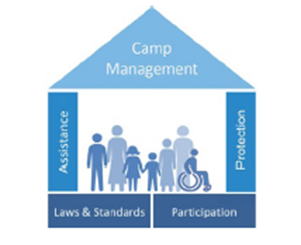 Camp
Management
Assistance
Protection
Laws & Standards
Participation